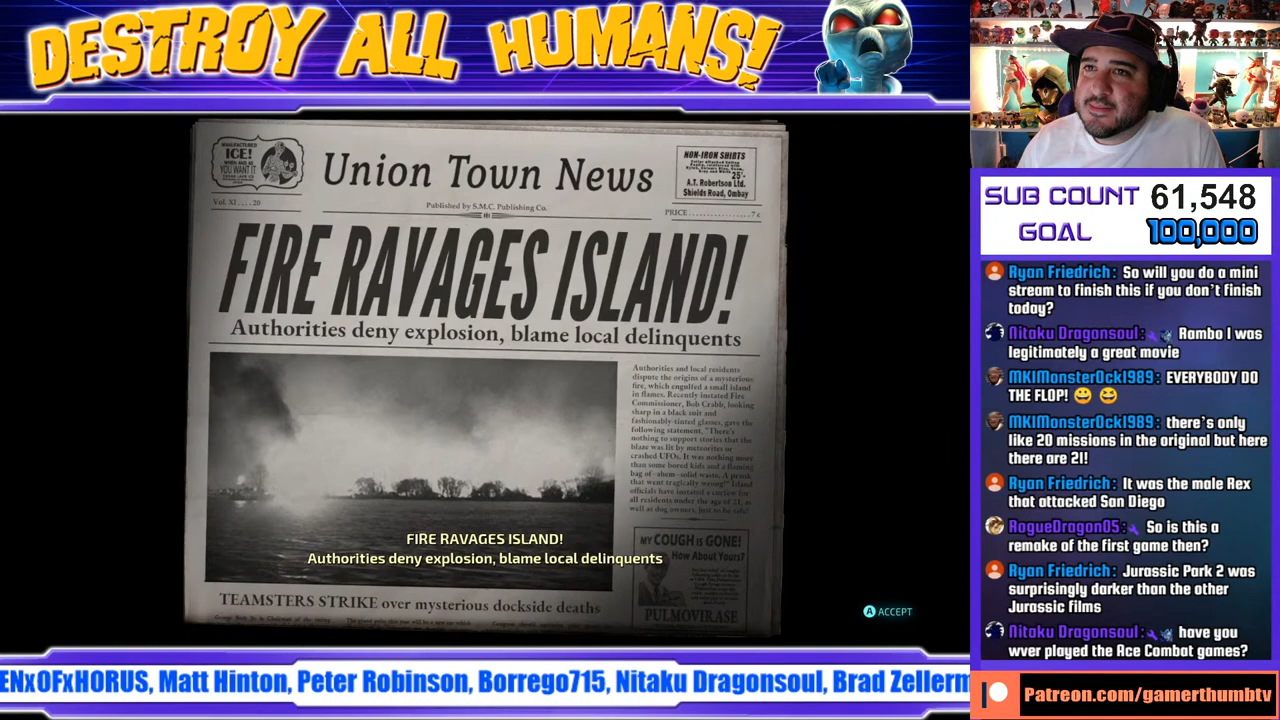 DESTROY ALL HUMANS!
MANUFACTURED
ICE!
WHEN AND AS
YOU WANT IT
Union Town News
NON-IRON SHIRTS
25'-
A.T. Robertson Ltd.
Shields Road, Ombay
Vol. XI .... 20
Published by S.M.C. Publishing Co.
PRICE
FIRE RAVAGES ISLAND!
Authorities deny explosion, blame local delinquents
Authorities and local residents
dispute the origins of a mysterious
fire, which engulfed a small island
in flames. Recently instated Fire
Commissioner, Bob Crabb, looking
sharp in a black suit and
fashionably-tinted glasses, gave the
following statement. "There's
nothing to support stories that the
blaze was lit by meteorites or
crashed UFOs. It was nothing more
than some bored kids and a flaming
bag of-ahem-solid waste. A prank
that went tragically wrong!" Island
officials have instated a curfew for
all residents under the age of 21, as
well as dog owners, just to be safe!
MY COUGH is GONE!
How About Yours?
PULMOVIRASE
FIRE RAVAGES ISLAND!
Authorities deny explosion, blame local delinquents
TEAMSTERS STRIKE over mysterious dockside deaths
A ACCEPT
SUB COUNT 61,548
GOAL 100,000
Ryan Friedrich: So will you do a mini
stream to finish this if you don't finish
today?
Nitaku Dragonsoul: Rambo I was
legitimately a great movie
MK1MonsterOck1989: EVERYBODY DO
THE FLOP!
MK1MonsterOck1989: there's only
like 20 missions in the original but here
there are 21!
Ryan Friedrich: It was the male Rex
that attacked San Diego
RogueDragon05: So is this a
remake of the first game then?
Ryan Friedrich: Jurassic Park 2 was
surprisingly darker than the other
Jurassic films
Nitaku Dragonsoul: have you
wver played the Ace Combat games?
ENxOFxHORUS, Matt Hinton, Peter Robinson, Borrego715, Nitaku Dragonsoul, Brad Zellerm
Patreon.com/gamerthumbtv